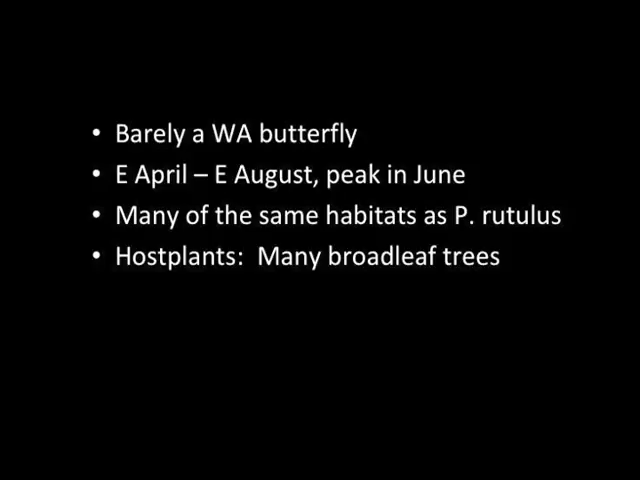 • Barely a WA butterfly
• E April – E August, peak in June
• Many of the same habitats as P. rutulus
• Hostplants:  Many broadleaf trees